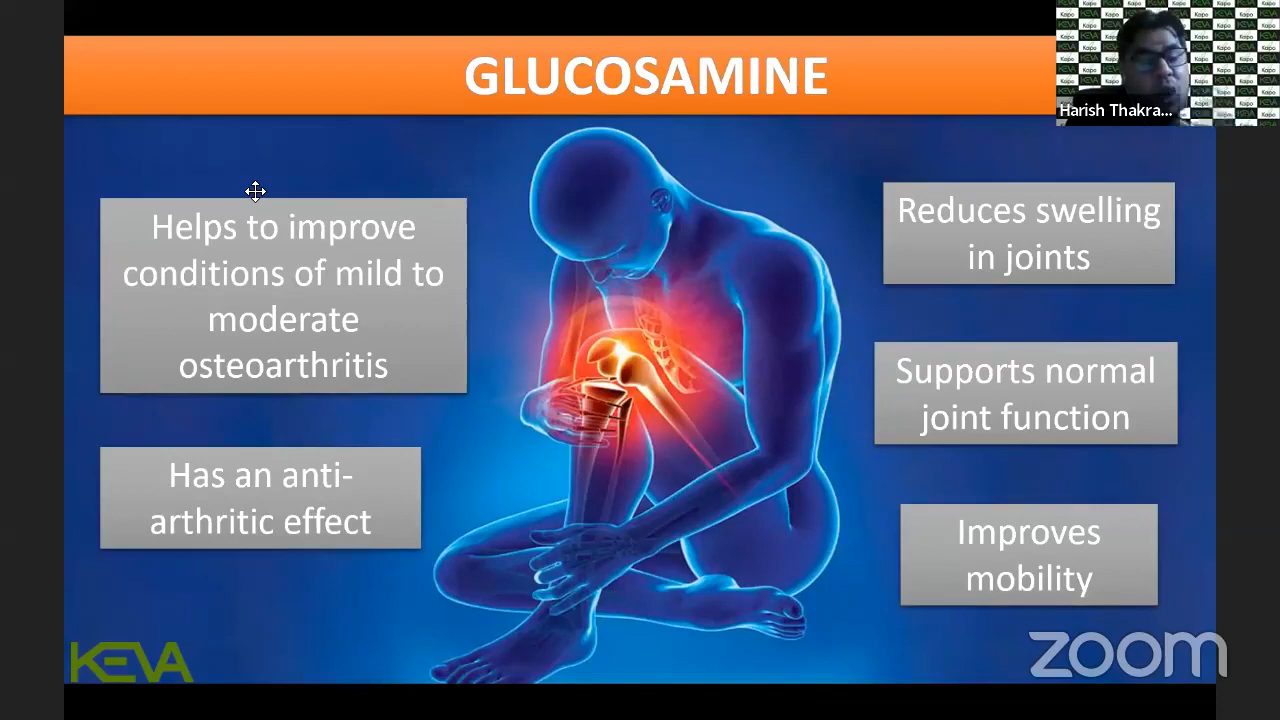 GLUCOSAMINE
Harish Thakra...
Helps to improve
conditions of mild to
moderate
osteoarthritis
Has an anti-
arthritic effect
Reduces swelling
in joints
Supports normal
joint function
Improves
mobility
KEVA
zoom